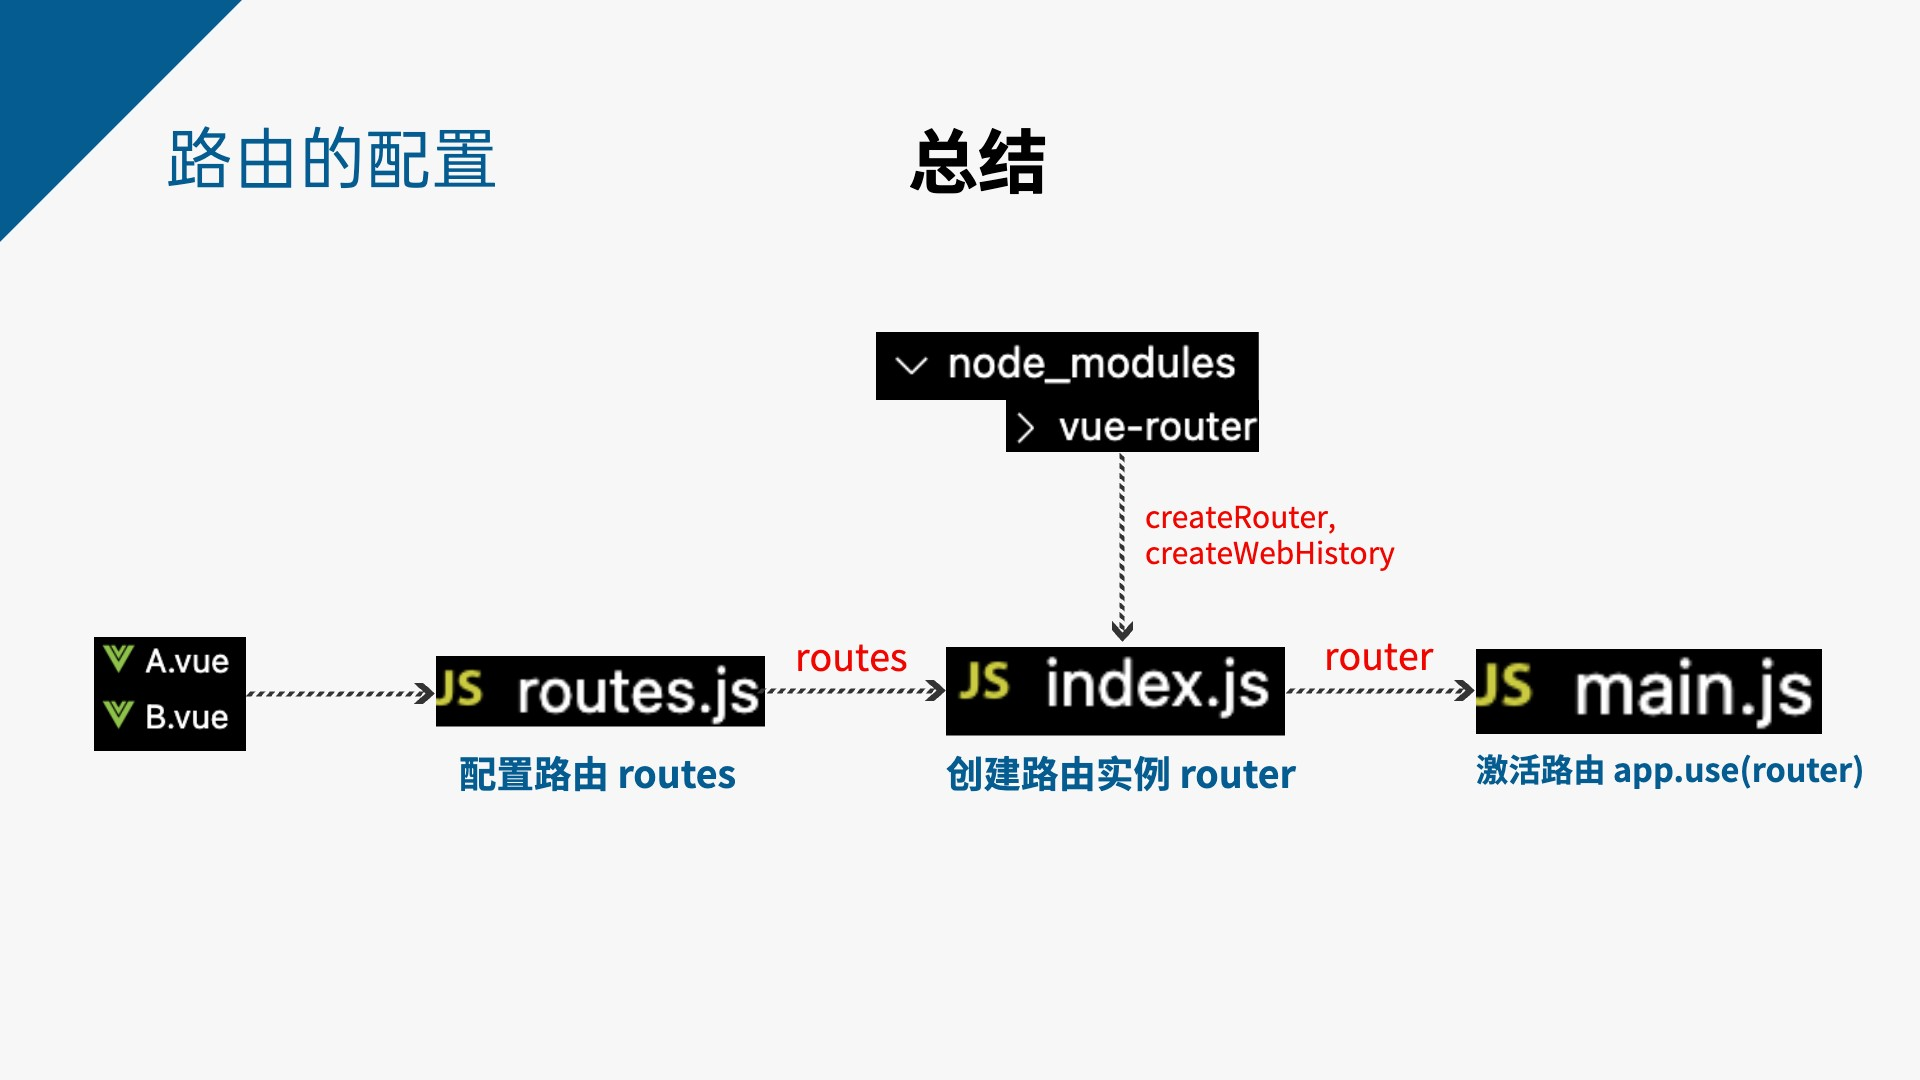 路由的配置
总结
node_modules
vue-router
createRouter,
createWebHistory
A.vue
B.vue
JS routes.js
routes
JS index.js
router
JS main.js
配置路由 routes
创建路由实例 router
激活路由 app.use(router)